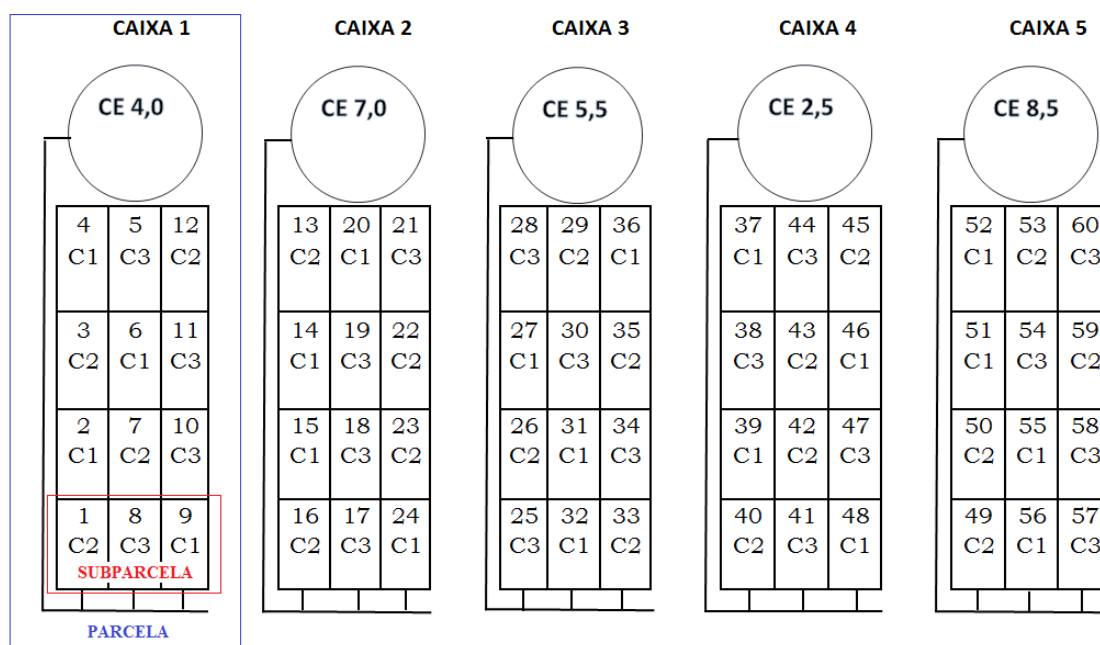 CAIXA 1 CAIXA 2 CAIXA 3 CAIXA 4 CAIXA 5
CE 4,0 CE 7,0 CE 5,5 CE 2,5 CE 8,5
4 5 12 13 20 21 28 29 36 37 44 45 52 53 60
C1 C3 C2 C2 C1 C3 C3 C2 C1 C1 C3 C2 C1 C2 C3
3 6 11 14 19 22 27 30 35 38 43 46 51 54 59
C2 C1 C3 C1 C3 C2 C1 C3 C2 C3 C2 C1 C1 C3 C2
2 7 10 15 18 23 26 31 34 39 42 47 50 55 58
C1 C2 C3 C1 C3 C2 C2 C1 C3 C1 C2 C3 C2 C1 C3
1 8 9 16 17 24 25 32 33 40 41 48 49 56 57
C2 C3 C1 C2 C3 C1 C3 C1 C2 C2 C3 C1 C2 C1 C3
SUBPARCELA
PARCELA